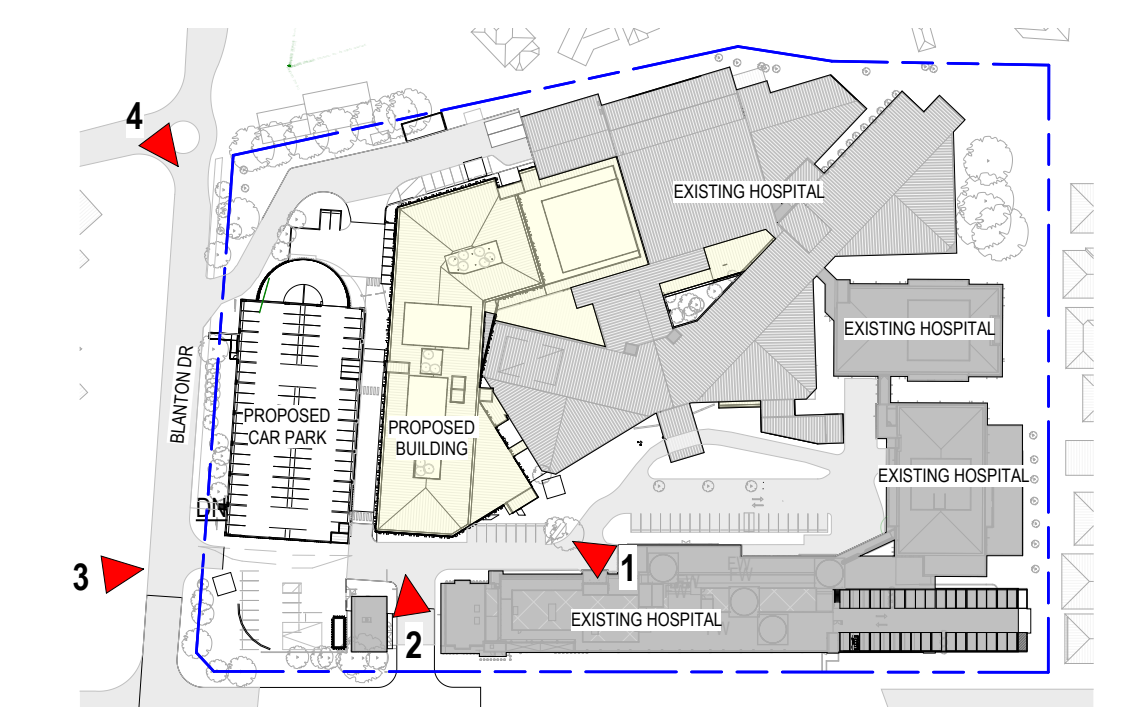 4
EXISTING HOSPITAL
EXISTING HOSPITAL
BLANTON DR
PROPOSED
CAR PARK
PROPOSED
BUILDING
EXISTING HOSPITAL
DN
3
1
2
EXISTING HOSPITAL